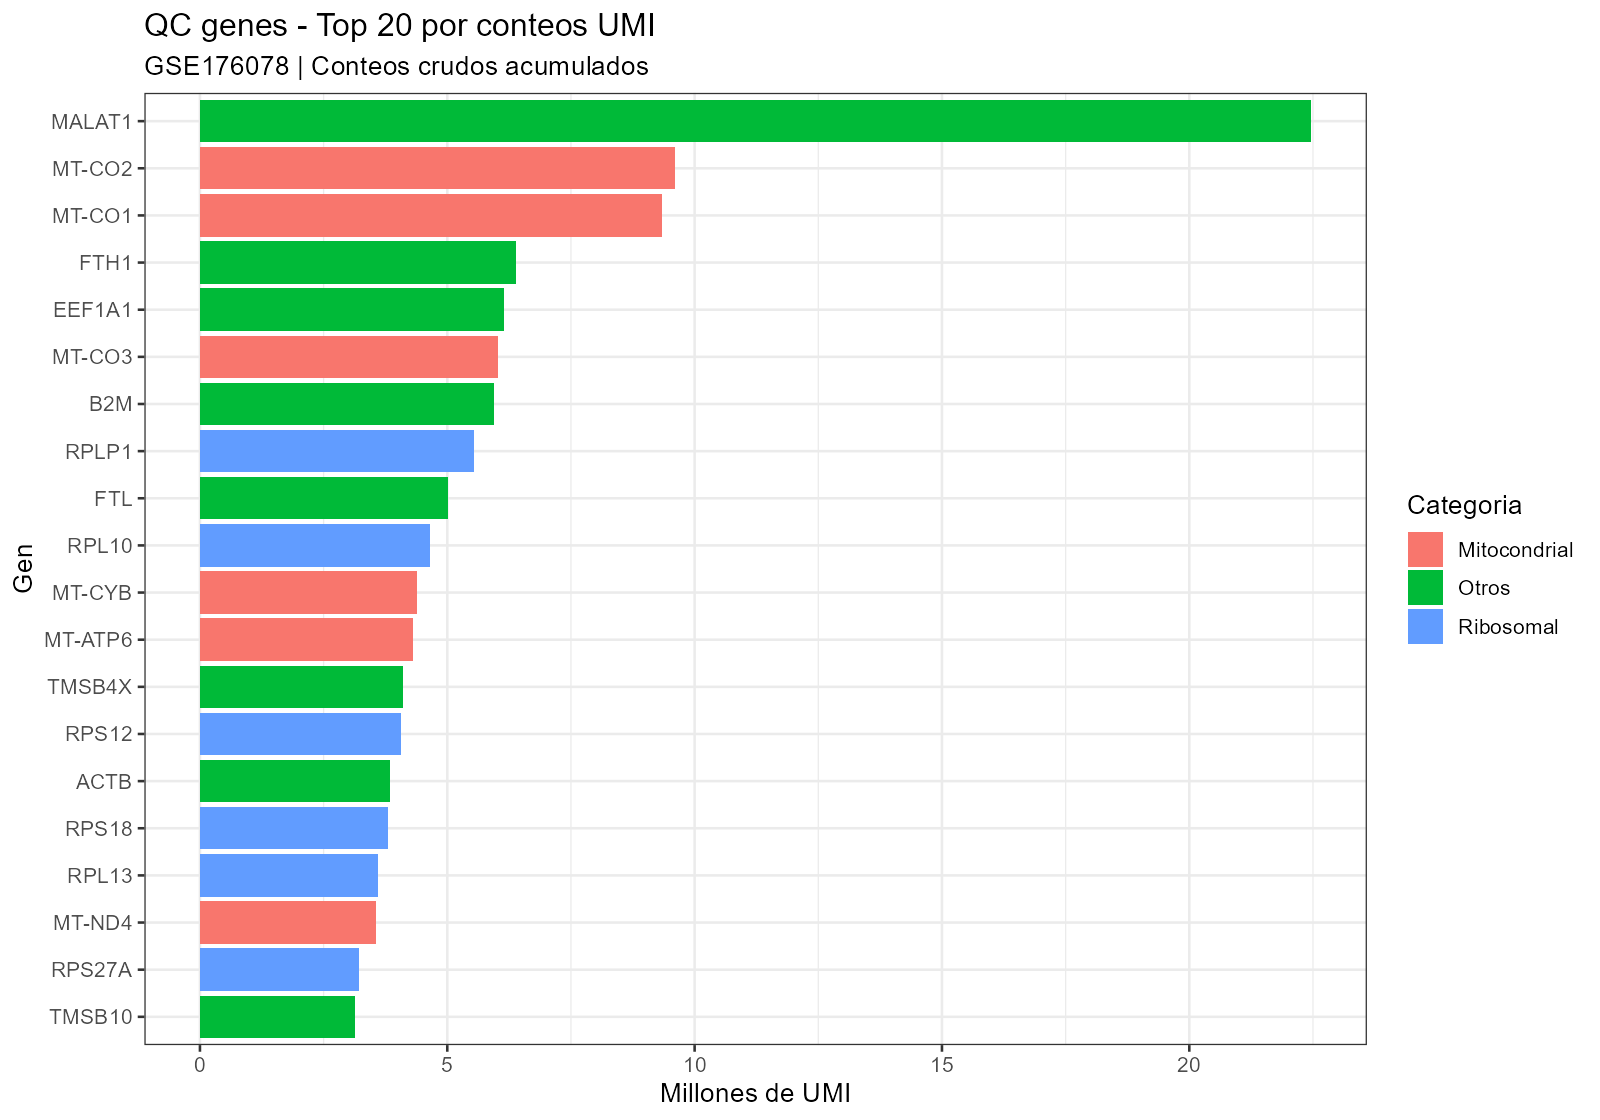 QC genes - Top 20 por conteos UMI
GSE176078 | Conteos crudos acumulados
Gen
MALAT1
MT-CO2
MT-CO1
FTH1
EEF1A1
MT-CO3
B2M
RPLP1
FTL
RPL10
MT-CYB
MT-ATP6
TMSB4X
RPS12
ACTB
RPS18
RPL13
MT-ND4
RPS27A
TMSB10
0 5 10 15 20
Millones de UMI
Categoria
Mitocondrial
Otros
Ribosomal